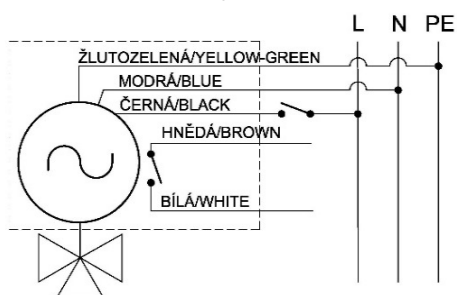 L N PE
ŽLUTOZELENÁ/YELLOW-GREEN
MODRÁ/BLUE
ČERNÁ/BLACK
HNĚDÁ/BROWN
BÍLÁ/WHITE